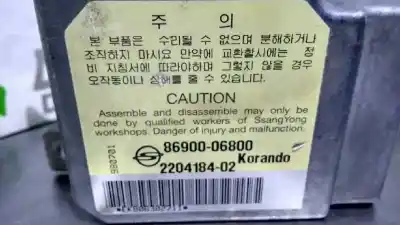 주 의
본 부품은 수리될 수 없으며 분해하거나
조작하지 마시요 만약에 교환할시에는 정
비 지침서에 따라야하며 그렇지 않을 경우
오작동이나 상해를 줄 수 있습니다.
CAUTION
Assemble and disassemble may only be done
by qualified workers of SsangYong
workshops. Danger of injury and malfunction.
86900-06800
Korando
2204184-02
980701